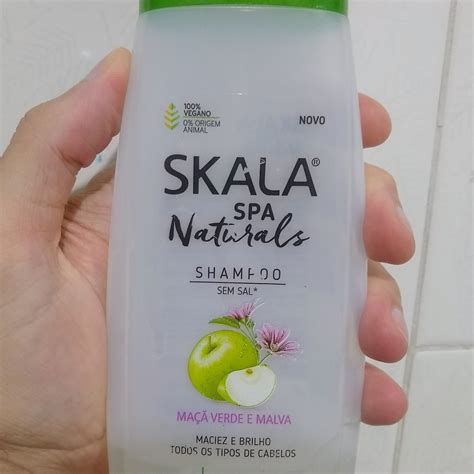 100%
VEGANO
0% ORIGEM
ANIMAL
NOVO
SKALA®
SPA
Naturals
SHAMPOO
SEM SAL*
MAÇÃ VERDE E MALVA
MACIEZ E BRILHO
TODOS OS TIPOS DE CABELOS